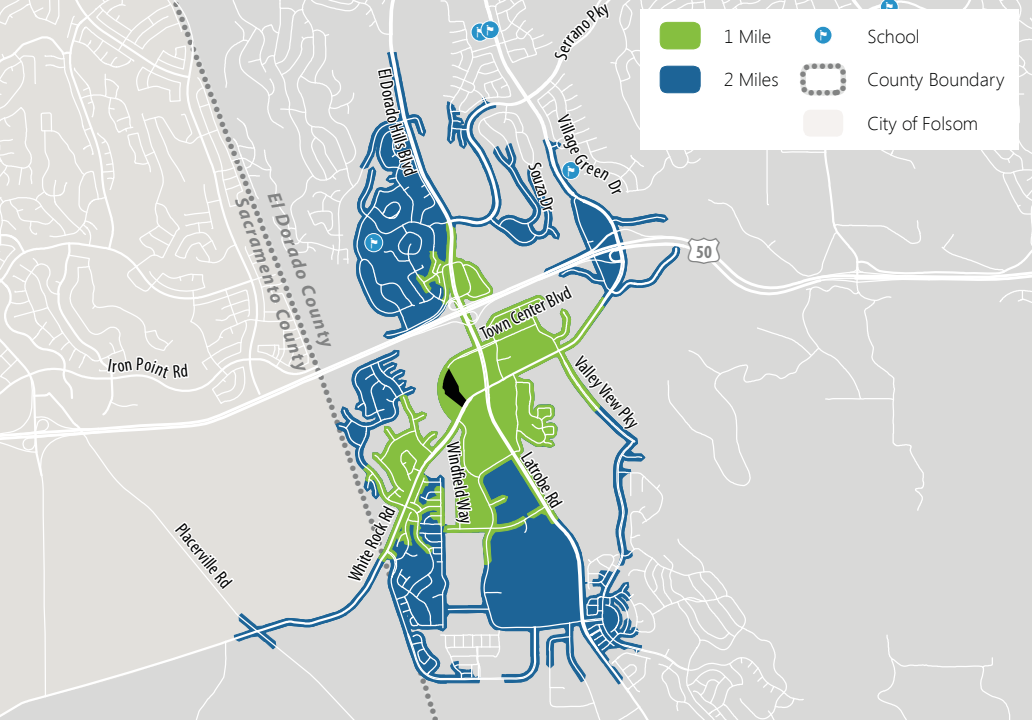 Serrano Pky
1 Mile
School
2 Miles
County Boundary
City of Folsom
El Dorado Hills Blvd
Village Green Dr
Souza Dr
El Dorado County
Sacramento County
50
Town Center Blvd
Iron Point Rd
Valley View Pky
Windfield Way
Latrobe Rd
White Rock Rd
Placerville Rd